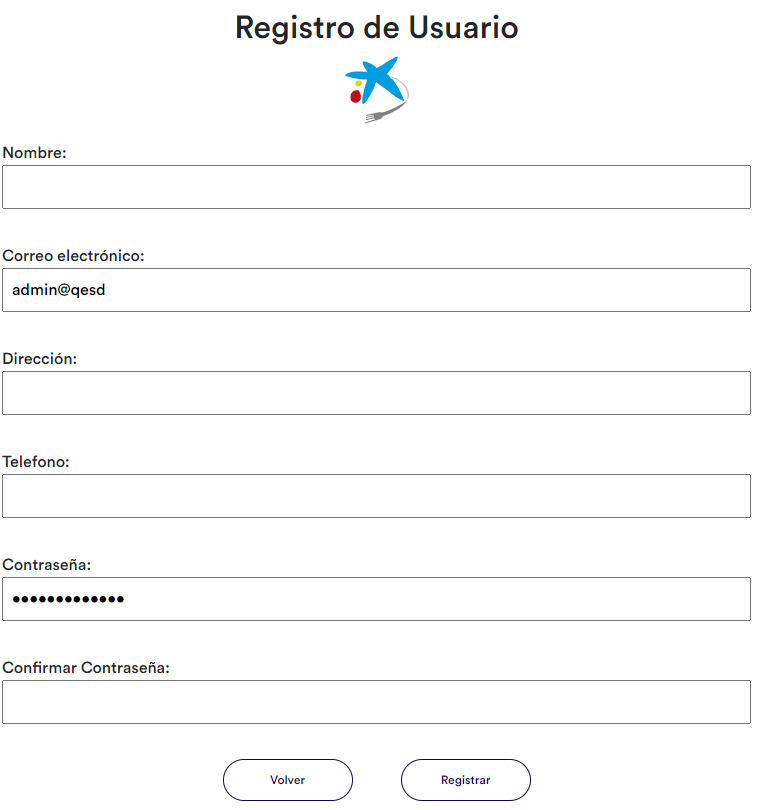 Registro de Usuario
Nombre:
Correo electrónico:
admin@qesd
Dirección:
Telefono:
Contraseña:
•••••••••••••
Confirmar Contraseña:
Volver Registrar